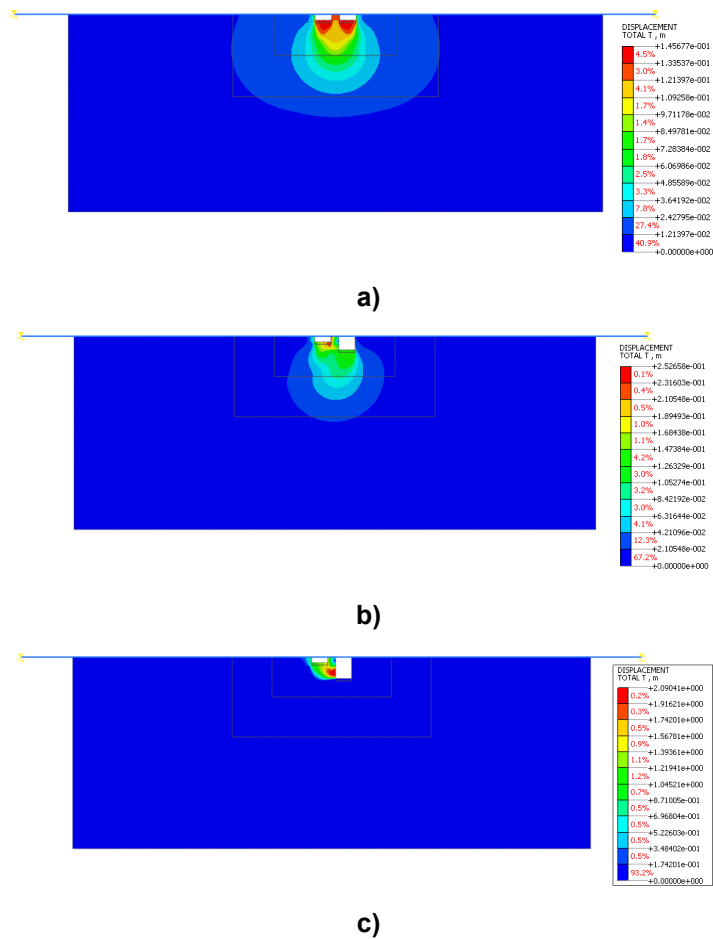 DISPLACEMENT
TOTAL T , m
+1.45677e-001
4.5%
+1.33537e-001
3.0%
+1.21397e-001
4.1%
+1.09258e-001
1.7%
+9.71178e-002
1.4%
+8.49781e-002
1.7%
+7.28384e-002
1.8%
+6.06986e-002
2.5%
+4.85589e-002
3.3%
+3.64192e-002
7.8%
+2.42795e-002
27.4%
+1.21397e-002
40.9%
+0.00000e+000
a)
DISPLACEMENT
TOTAL T , m
+2.52658e-001
0.1%
+2.31603e-001
0.4%
+2.10548e-001
0.5%
+1.89493e-001
1.0%
+1.68438e-001
1.1%
+1.47384e-001
4.2%
+1.26329e-001
3.0%
+1.05274e-001
3.2%
+8.42192e-002
3.0%
+6.31644e-002
4.1%
+4.21096e-002
12.3%
+2.10548e-002
67.2%
+0.00000e+000
b)
DISPLACEMENT
TOTAL T , m
+2.09041e+000
0.2%
+1.91621e+000
0.3%
+1.74201e+000
0.5%
+1.56781e+000
0.9%
+1.39361e+000
1.1%
+1.21941e+000
1.2%
+1.04521e+000
0.7%
+8.71005e-001
0.5%
+6.96804e-001
0.5%
+5.22603e-001
0.5%
+3.48402e-001
0.5%
+1.74201e-001
93.2%
+0.00000e+000
c)